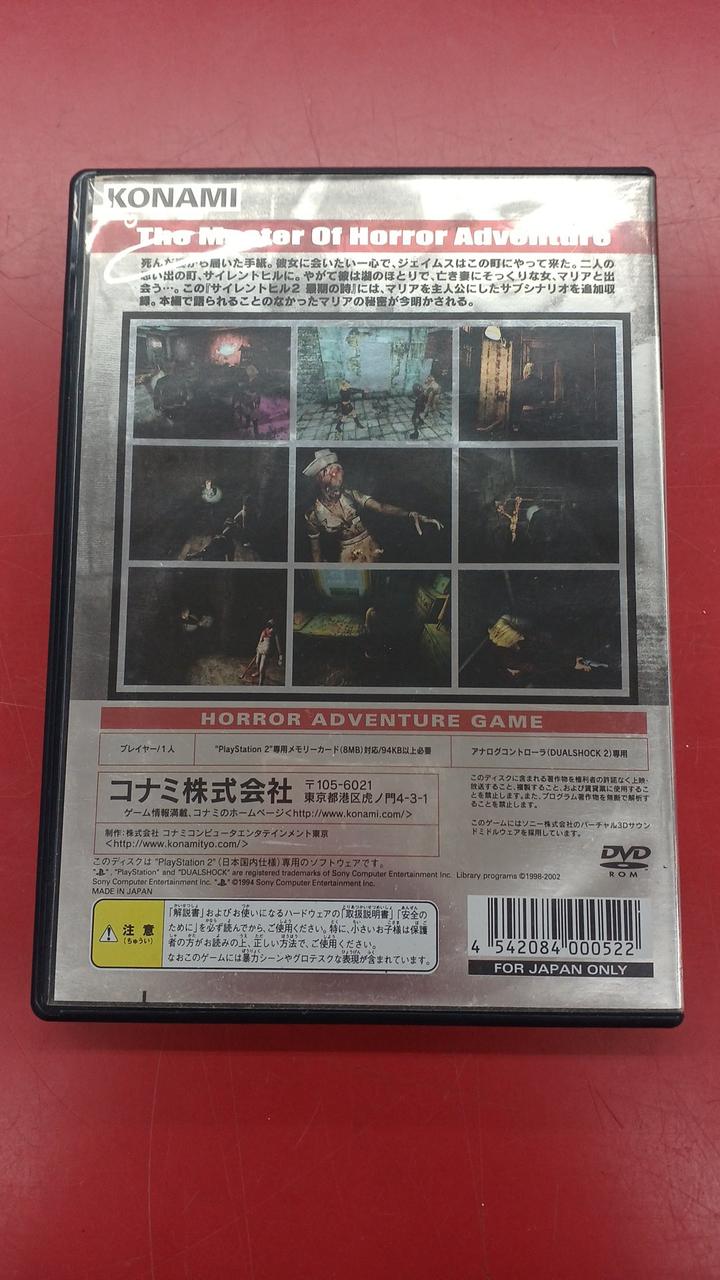 KONAMI
The Master Of Horror Adventure
死んだ妻から届いた手紙。彼女に会いたい一心で、ジェイムスはこの町にやって来た。二人の
思い出の町、サイレントヒルに。やがて彼は湖のほとりで、亡き妻にそっくりな女、マリアと出
会う…。この『サイレントヒル2 最期の詩』には、マリアを主人公にしたサブシナリオを追加収
録。本編で語られることのなかったマリアの秘密が今明かされる。
HORROR ADVENTURE GAME
プレイヤー/1人
"PlayStation 2"専用メモリーカード(8MB)対応/94KB以上必要
アナログコントローラ(DUALSHOCK 2)専用
コナミ株式会社 〒105-6021
東京都港区虎ノ門4-3-1
ゲーム情報満載、コナミのホームページ<http://www.konami.com/>
制作:株式会社 コナミコンピュータエンタテインメント東京
<http://www.konamityo.com/>
このディスクに含まれる著作物を権利者の許諾なく上映・
放送すること、複製すること、および賃貸業に使用するこ
とを禁止します。また、プログラム著作物を無断で解析す
ることを禁止します。
このゲームにはソニー株式会社のバーチャル3Dサウン
ドミドルウェアを採用しています。
このディスクは "PlayStation 2" (日本国内仕様)専用のソフトウェアです。
", "PlayStation" and "DUALSHOCK" are registered trademarks of Sony Computer Entertainment Inc. Library programs ©1998-2002
Sony Computer Entertainment Inc. ©1994 Sony Computer Entertainment Inc.
MADE IN JAPAN
DVD
ROM
注意
(ちゅうい)
「解説書」およびお使いになるハードウェアの「取扱説明書」「安全の
ために」を必ず読んでから、ご使用ください。特に、小さいお子様は保護
者の方がお読みの上、正しい方法で、ご使用ください。
なおこのゲームには暴力シーンやグロテスクな表現が含まれています。
4 542084 000522
FOR JAPAN ONLY